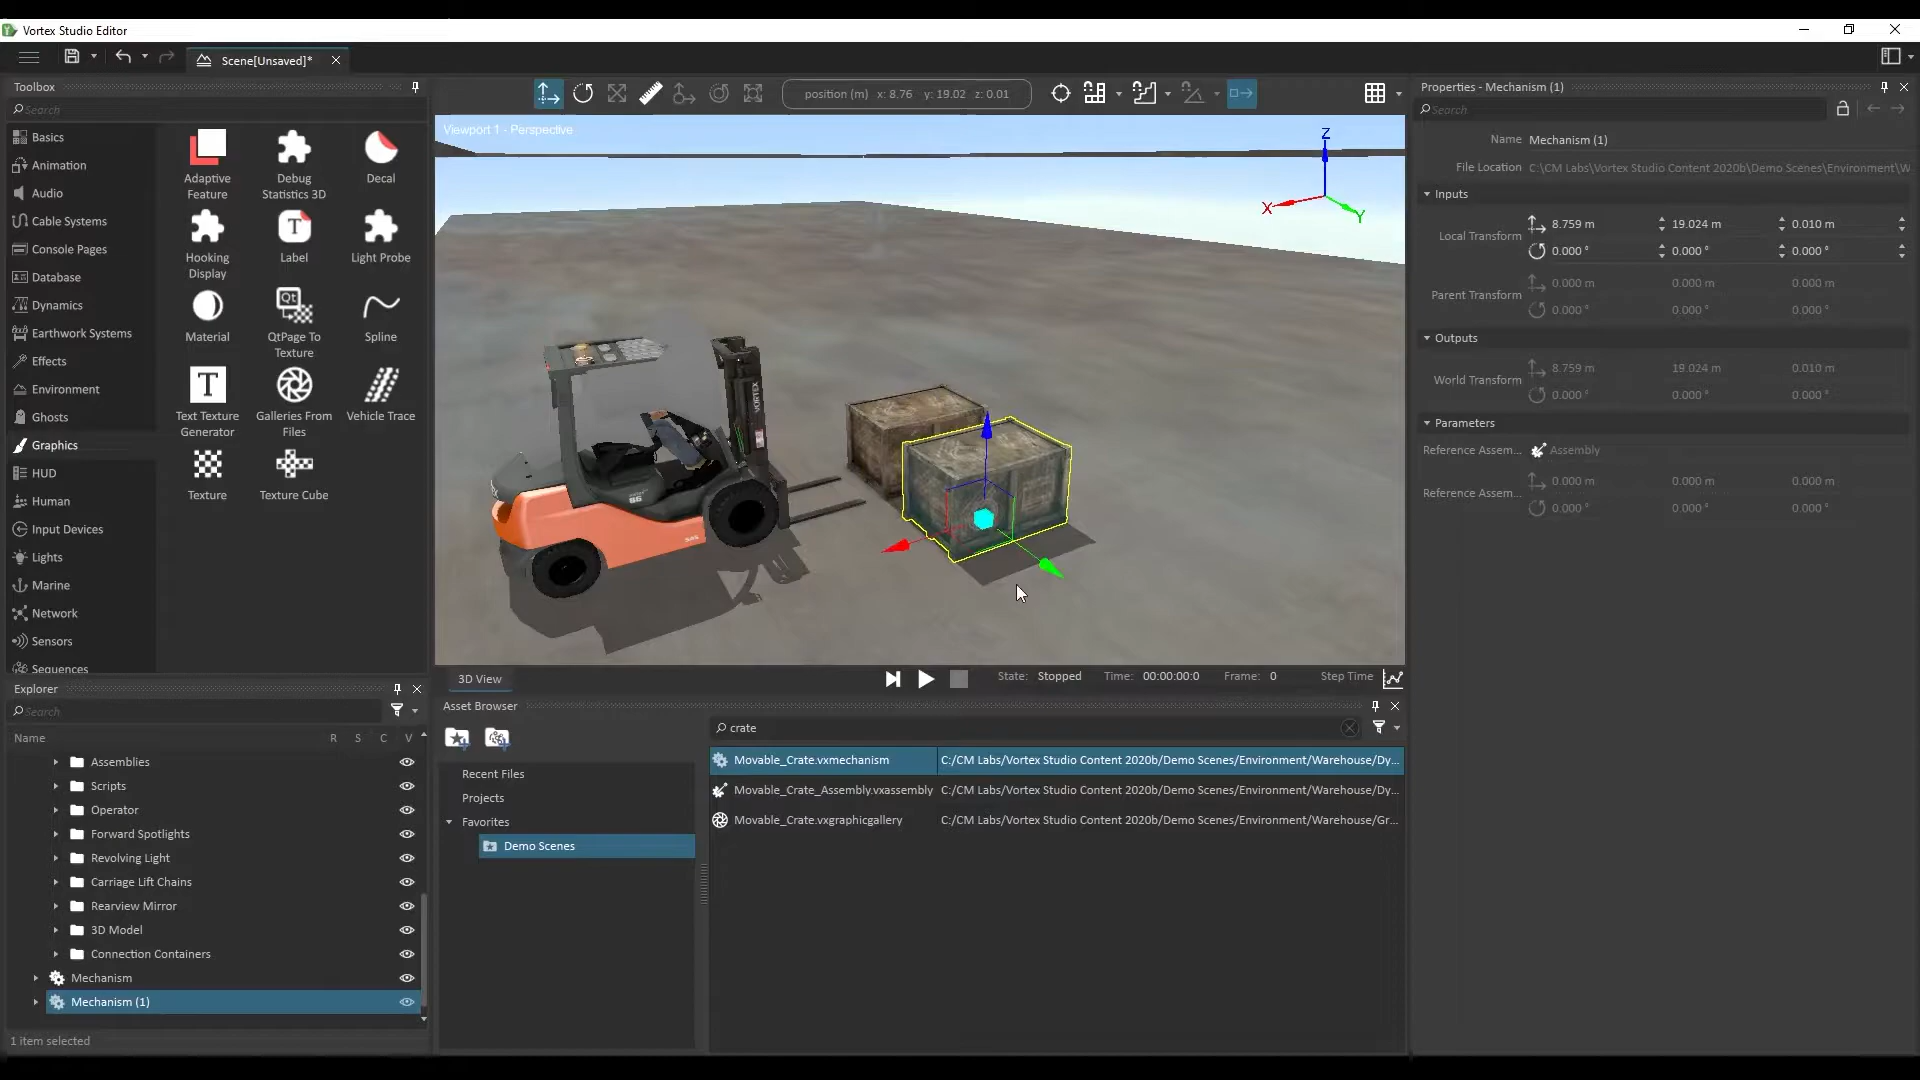 Vortex Studio Editor
Scene[Unsaved]*
Toolbox
Search
Basics
Animation
Audio
Cable Systems
Console Pages
Database
Dynamics
Earthwork Systems
Effects
Environment
Ghosts
Graphics
HUD
Human
Input Devices
Lights
Marine
Network
Sensors
Sequences
Adaptive Feature
Debug Statistics 3D
Decal
Hooking Display
Label
Light Probe
Material
QtPage To Texture
Spline
Text Texture Generator
Galleries From Files
Vehicle Trace
Texture
Texture Cube
position (m) x: 8.76 y: 19.02 z: 0.01
Viewport 1 - Perspective
Z
X
Y
VORTEX
3D View
State: Stopped Time: 00:00:00:0 Frame: 0 Step Time
Explorer
Search
Name R S C V
Assemblies
Scripts
Operator
Forward Spotlights
Revolving Light
Carriage Lift Chains
Rearview Mirror
3D Model
Connection Containers
Mechanism
Mechanism (1)
1 item selected
Asset Browser
crate
Recent Files
Projects
Favorites
Demo Scenes
Movable_Crate.vxmechanism C:/CM Labs/Vortex Studio Content 2020b/Demo Scenes/Environment/Warehouse/Dy...
Movable_Crate_Assembly.vxassembly C:/CM Labs/Vortex Studio Content 2020b/Demo Scenes/Environment/Warehouse/Dy...
Movable_Crate.vxgraphicgallery C:/CM Labs/Vortex Studio Content 2020b/Demo Scenes/Environment/Warehouse/Gr...
Properties - Mechanism (1)
Search
Name Mechanism (1)
File Location C:\CM Labs\Vortex Studio Content 2020b\Demo Scenes\Environment\W
Inputs
Local Transform 8.759 m 19.024 m 0.010 m
0.000 ° 0.000 ° 0.000 °
Parent Transform 0.000 m 0.000 m 0.000 m
0.000 ° 0.000 ° 0.000 °
Outputs
World Transform 8.759 m 19.024 m 0.010 m
0.000 ° 0.000 ° 0.000 °
Parameters
Reference Assem... Assembly
Reference Assem... 0.000 m 0.000 m 0.000 m
0.000 ° 0.000 ° 0.000 °